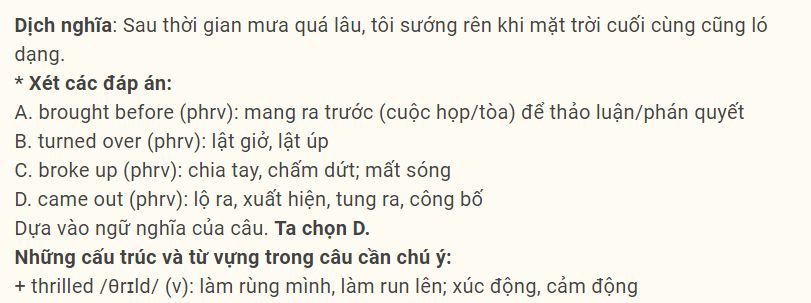 Dịch nghĩa: Sau thời gian mưa quá lâu, tôi sướng rên khi mặt trời cuối cùng cũng ló
dạng.
* Xét các đáp án:
A. brought before (phrv): mang ra trước (cuộc họp/tòa) để thảo luận/phán quyết
B. turned over (phrv): lật giở, lật úp
C. broke up (phrv): chia tay, chấm dứt; mất sóng
D. came out (phrv): lộ ra, xuất hiện, tung ra, công bố
Dựa vào ngữ nghĩa của câu. Ta chọn D.
Những cấu trúc và từ vựng trong câu cần chú ý:
+ thrilled /θrɪld/ (v): làm rùng mình, làm run lên; xúc động, cảm động